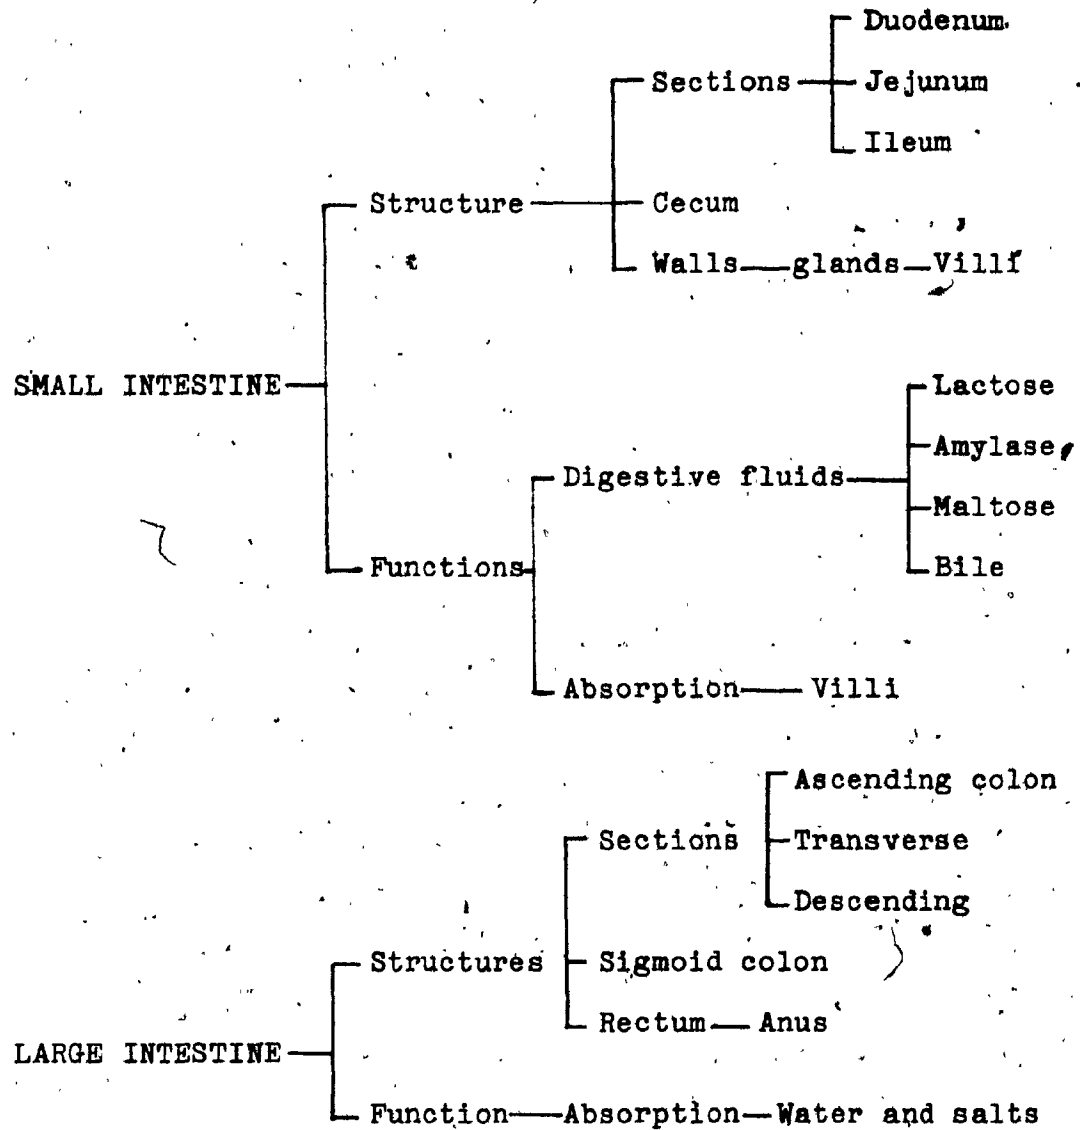 Duodenum
Sections
Jejunum
Ileum
Structure
Cecum
Walls glands Villi
SMALL INTESTINE
Lactose
Amylase
Digestive fluids
Maltose
Functions
Bile
Absorption Villi
Ascending colon
Sections
Transverse
Descending
Structures
Sigmoid colon
Rectum Anus
LARGE INTESTINE
Function Absorption Water and salts